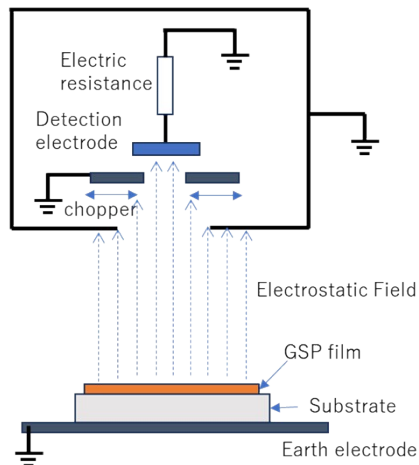 Electric
resistance
Detection
electrode
chopper
Electrostatic Field
GSP film
Substrate
Earth electrode